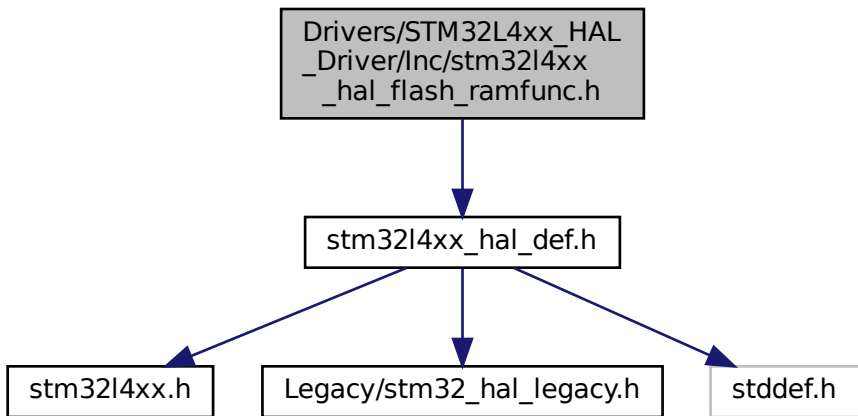 Drivers/STM32L4xx_HAL
_Driver/Inc/stm32l4xx
_hal_flash_ramfunc.h
stm32l4xx_hal_def.h
stm32l4xx.h
Legacy/stm32_hal_legacy.h
stddef.h